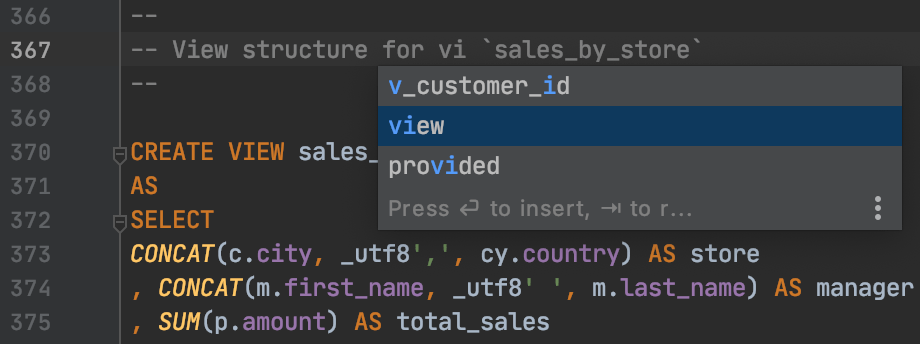 366 --
367 -- View structure for vi `sales_by_store`
v_customer_id
368 --
view
369
370 CREATE VIEW sales_
provided
371 AS
Press ↩ to insert, ⇥ to r...
372 SELECT
373 CONCAT(c.city, _utf8',', cy.country) AS store
374 , CONCAT(m.first_name, _utf8' ', m.last_name) AS manager
375 , SUM(p.amount) AS total_sales